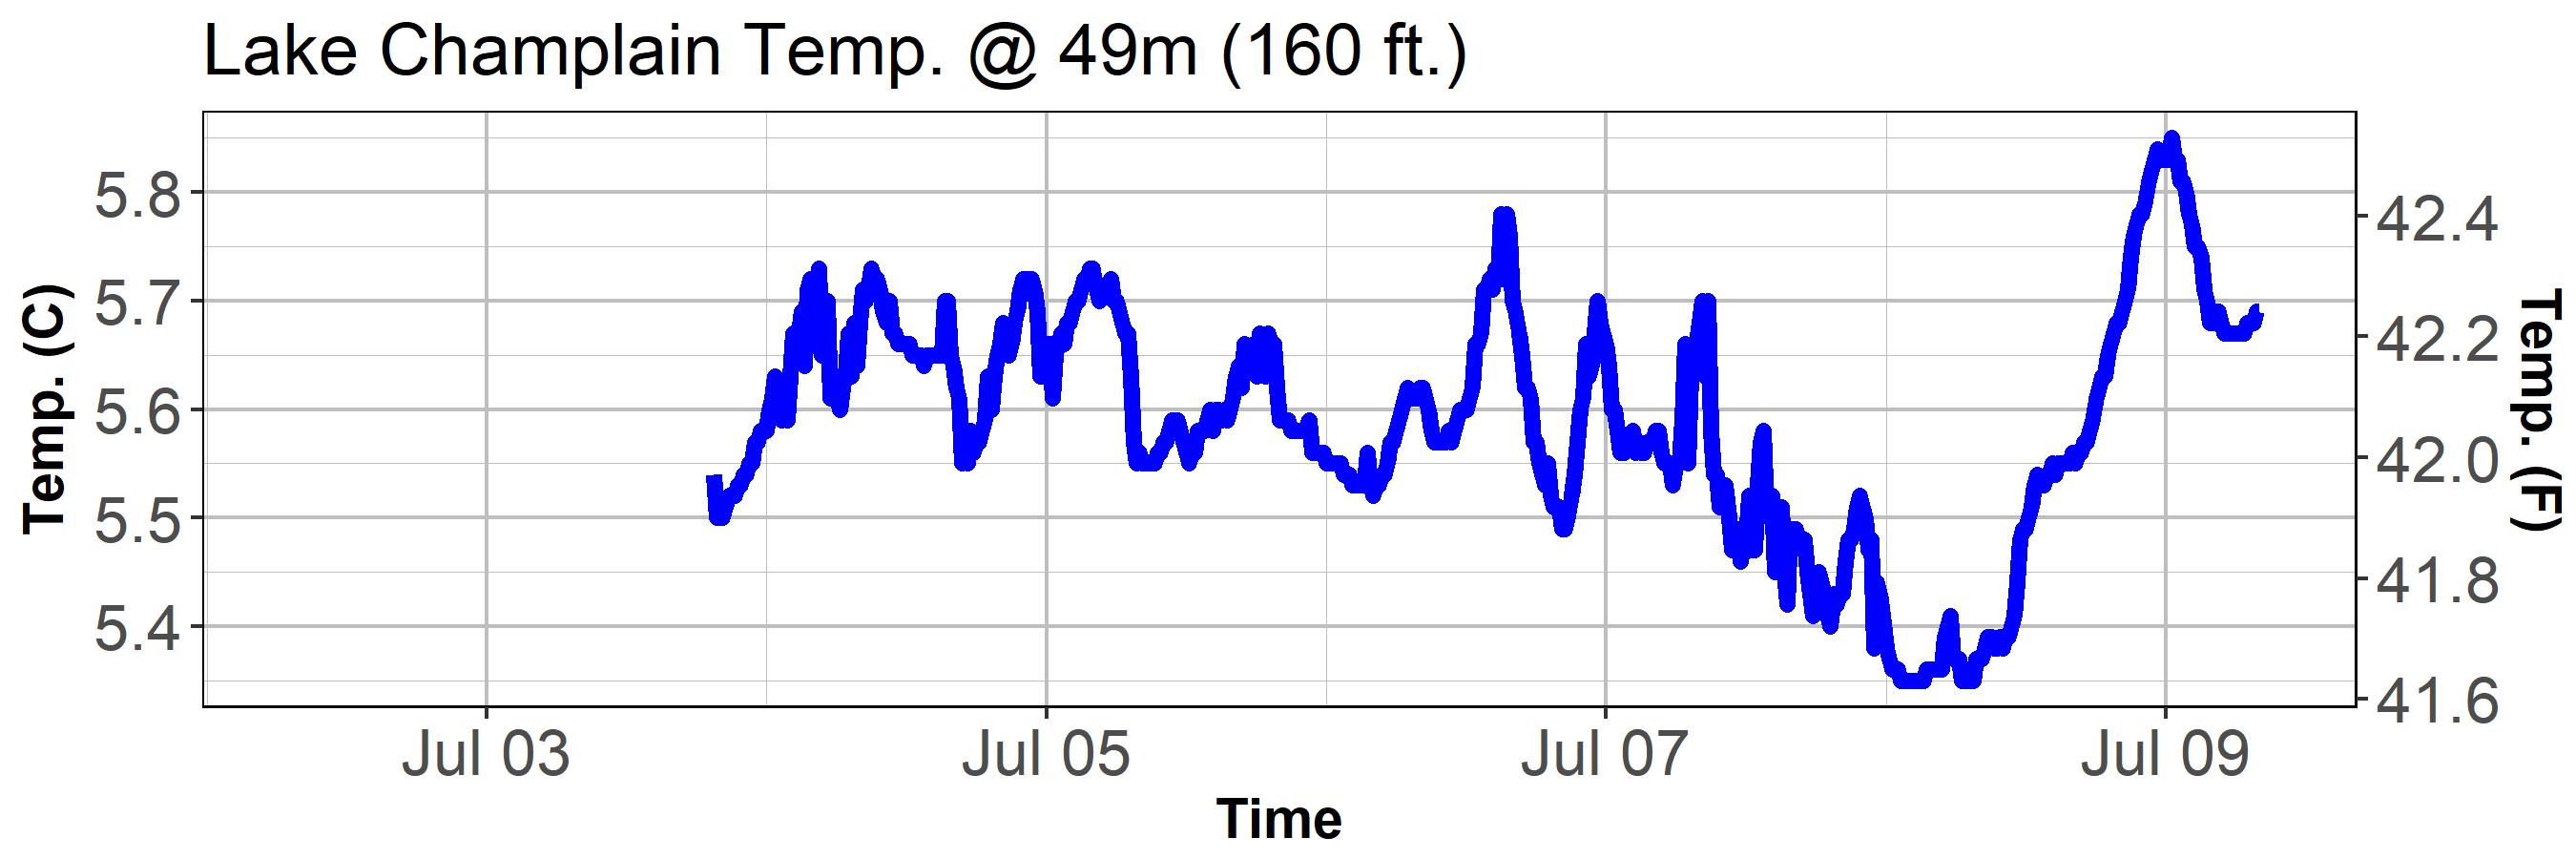 Lake Champlain Temp. @ 49m (160 ft.)
Temp. (C)
5.8
5.7
5.6
5.5
5.4
42.4
42.2
42.0
41.8
41.6
Temp. (F)
Jul 03 Jul 05 Jul 07 Jul 09
Time